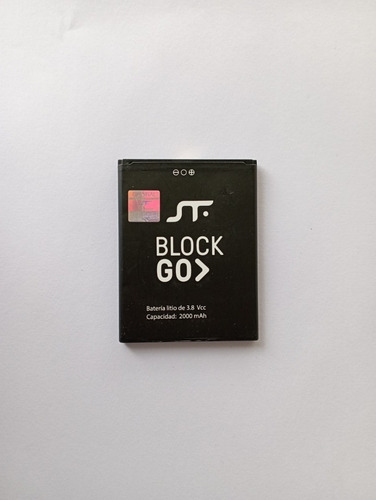 ST.
BLOCK
GO>
Batería litio de 3.8 Vcc
Capacidad: 2000 mAh